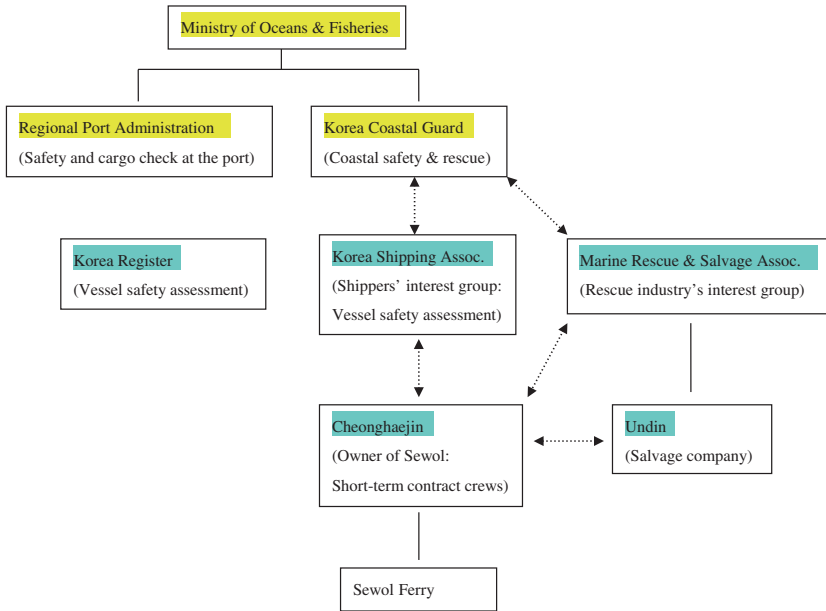 Ministry of Oceans & Fisheries
Regional Port Administration
(Safety and cargo check at the port)
Korea Coastal Guard
(Coastal safety & rescue)
Korea Register
(Vessel safety assessment)
Korea Shipping Assoc.
(Shippers' interest group:
Vessel safety assessment)
Marine Rescue & Salvage Assoc.
(Rescue industry's interest group)
Cheonghaejin
(Owner of Sewol:
Short-term contract crews)
Undin
(Salvage company)
Sewol Ferry